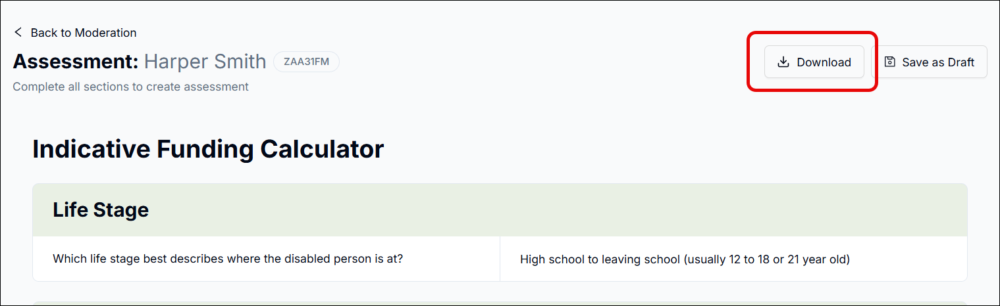 Back to Moderation
Assessment: Harper Smith ZAA31FM
Complete all sections to create assessment
Download
Save as Draft
Indicative Funding Calculator
Life Stage
Which life stage best describes where the disabled person is at?
High school to leaving school (usually 12 to 18 or 21 year old)